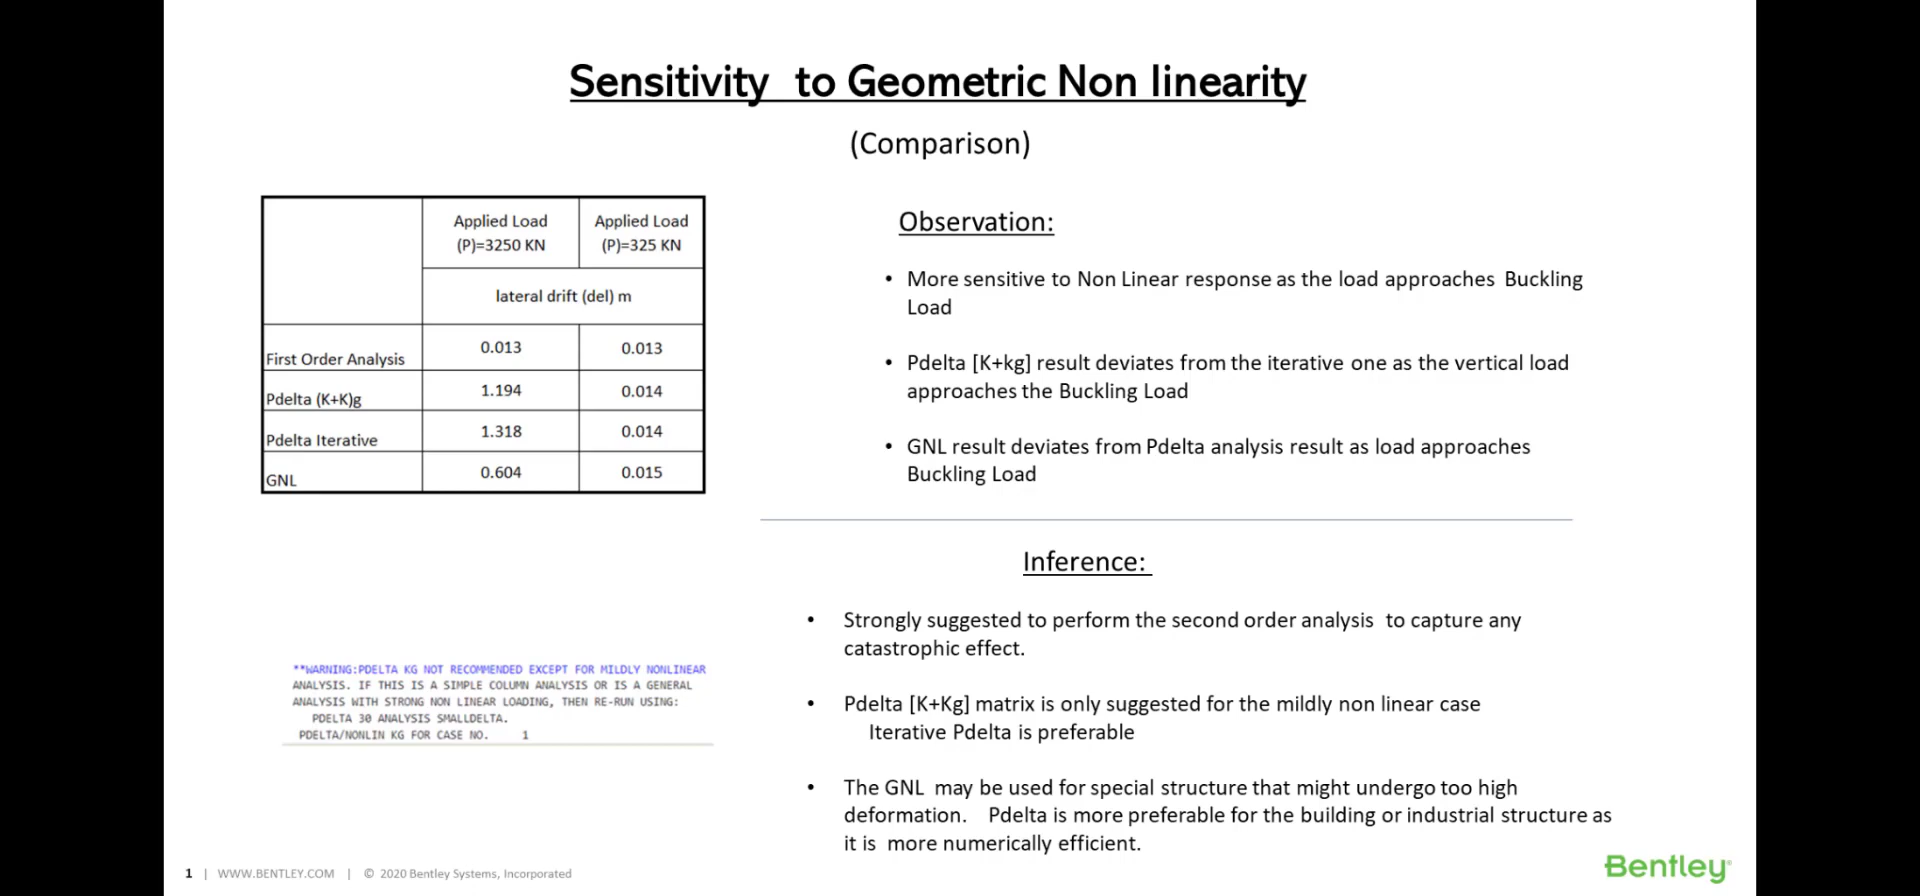 Sensitivity to Geometric Non linearity
(Comparison)
Applied Load
(P)=3250 KN
Applied Load
(P)=325 KN
lateral drift (del) m
First Order Analysis 0.013 0.013
Pdelta (K+K)g 1.194 0.014
Pdelta Iterative 1.318 0.014
GNL 0.604 0.015
Observation:
• More sensitive to Non Linear response as the load approaches Buckling
Load
• Pdelta [K+kg] result deviates from the iterative one as the vertical load
approaches the Buckling Load
• GNL result deviates from Pdelta analysis result as load approaches
Buckling Load
Inference:
• Strongly suggested to perform the second order analysis to capture any
catastrophic effect.
• Pdelta [K+Kg] matrix is only suggested for the mildly non linear case
Iterative Pdelta is preferable
• The GNL may be used for special structure that might undergo too high
deformation. Pdelta is more preferable for the building or industrial structure as
it is more numerically efficient.
**WARNING:PDELTA KG NOT RECOMMENDED EXCEPT FOR MILDLY NONLINEAR
ANALYSIS. IF THIS IS A SIMPLE COLUMN ANALYSIS OR IS A GENERAL
ANALYSIS WITH STRONG NON LINEAR LOADING, THEN RE-RUN USING:
PDELTA 30 ANALYSIS SMALLDELTA.
PDELTA/NONLIN KG FOR CASE NO. 1
1 | WWW.BENTLEY.COM | © 2020 Bentley Systems, Incorporated
Bentley®